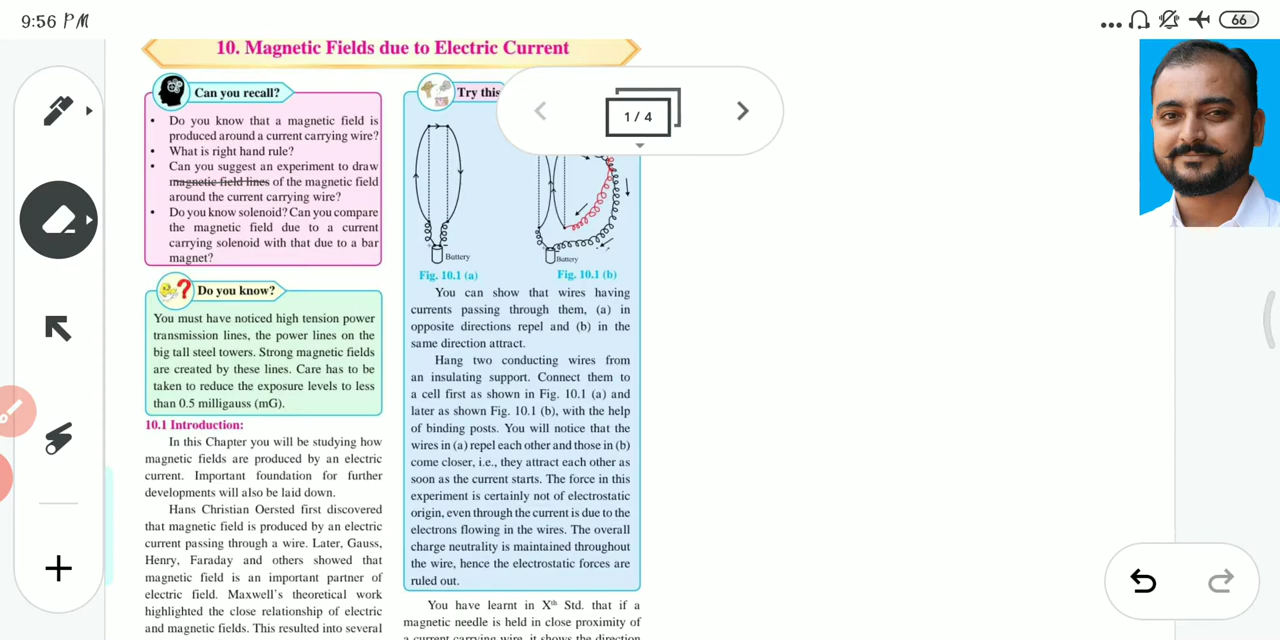 9:56 PM
66
10. Magnetic Fields due to Electric Current
1 / 4
Can you recall?
• Do you know that a magnetic field is
produced around a current carrying wire?
• What is right hand rule?
• Can you suggest an experiment to draw
magnetic field lines of the magnetic field
around the current carrying wire?
• Do you know solenoid? Can you compare
the magnetic field due to a current
carrying solenoid with that due to a bar
magnet?
Do you know?
You must have noticed high tension power
transmission lines, the power lines on the
big tall steel towers. Strong magnetic fields
are created by these lines. Care has to be
taken to reduce the exposure levels to less
than 0.5 milligauss (mG).
10.1 Introduction:
In this Chapter you will be studying how
magnetic fields are produced by an electric
current. Important foundation for further
developments will also be laid down.
Hans Christian Oersted first discovered
that magnetic field is produced by an electric
current passing through a wire. Later, Gauss,
Henry, Faraday and others showed that
magnetic field is an important partner of
electric field. Maxwell's theoretical work
highlighted the close relationship of electric
and magnetic fields. This resulted into several
Try this
Battery
Battery
Fig. 10.1 (a)
Fig. 10.1 (b)
You can show that wires having
currents passing through them, (a) in
opposite directions repel and (b) in the
same direction attract.
Hang two conducting wires from
an insulating support. Connect them to
a cell first as shown in Fig. 10.1 (a) and
later as shown Fig. 10.1 (b), with the help
of binding posts. You will notice that the
wires in (a) repel each other and those in (b)
come closer, i.e., they attract each other as
soon as the current starts. The force in this
experiment is certainly not of electrostatic
origin, even through the current is due to the
electrons flowing in the wires. The overall
charge neutrality is maintained throughout
the wire, hence the electrostatic forces are
ruled out.
You have learnt in Xth Std. that if a
magnetic needle is held in close proximity of
a current carrying wire, it shows the direction